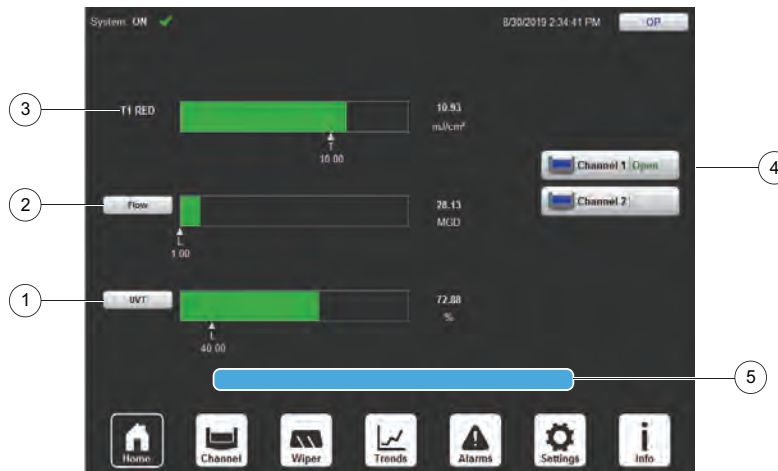 System: ON
8/30/2019 2:34:41 PM
OP
3
T1 RED
10.93
mJ/cm²
T
10.00
Channel 1 Open
4
Channel 2
2
Flow
28.13
MGD
L
1.00
1
UVT
72.88
%
L
40.00
5
Home
Channel
Wiper
Trends
Alarms
Settings
Info